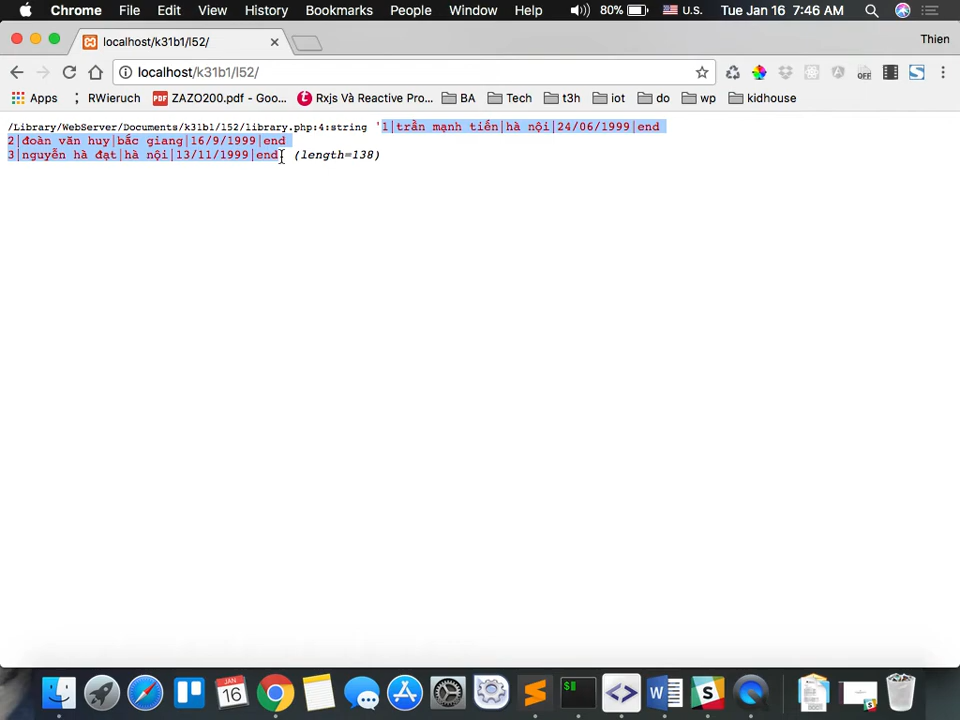 Chrome File Edit View History Bookmarks People Window Help 80% U.S. Tue Jan 16 7:46 AM
localhost/k31b1/l52/
Thien
localhost/k31b1/l52/
Apps RWieruch ZAZO200.pdf - Goo... Rxjs Và Reactive Pro... BA Tech t3h iot do wp kidhouse
/Library/WebServer/Documents/k31b1/l52/library.php:4:string '1|trần mạnh tiến|hà nội|24/06/1999|end
2|đoàn văn huy|bắc giang|16/9/1999|end
3|nguyễn hà đạt|hà nội|13/11/1999|end' (length=138)